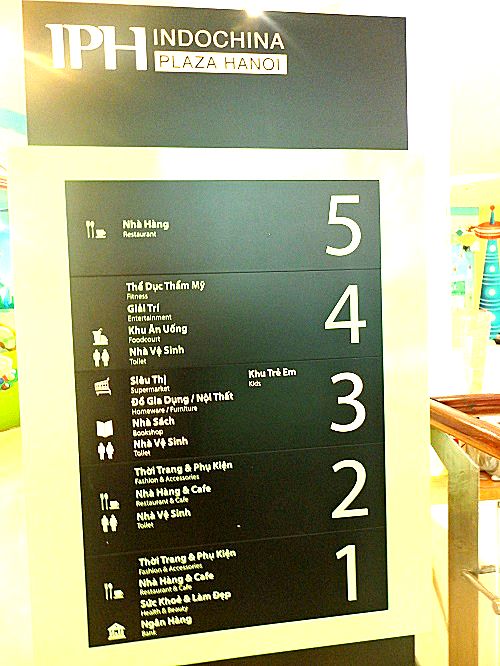 IPH INDOCHINA
PLAZA HANOI
Nhà Hàng
Restaurant
5
Thể Dục Thẩm Mỹ
Fitness
Giải Trí
Entertainment
Khu Ăn Uống
Foodcourt
Nhà Vệ Sinh
Toilet
4
Siêu Thị
Supermarket
Đồ Gia Dụng / Nội Thất
Homeware / Furniture
Nhà Sách
Bookshop
Nhà Vệ Sinh
Toilet
Khu Trẻ Em
Kids
3
Thời Trang & Phụ Kiện
Fashion & Accessories
Nhà Hàng & Cafe
Restaurant & Cafe
Nhà Vệ Sinh
Toilet
2
Thời Trang & Phụ Kiện
Fashion & Accessories
Nhà Hàng & Cafe
Restaurant & Cafe
Sức Khoẻ & Làm Đẹp
Health & Beauty
Ngân Hàng
Bank
1